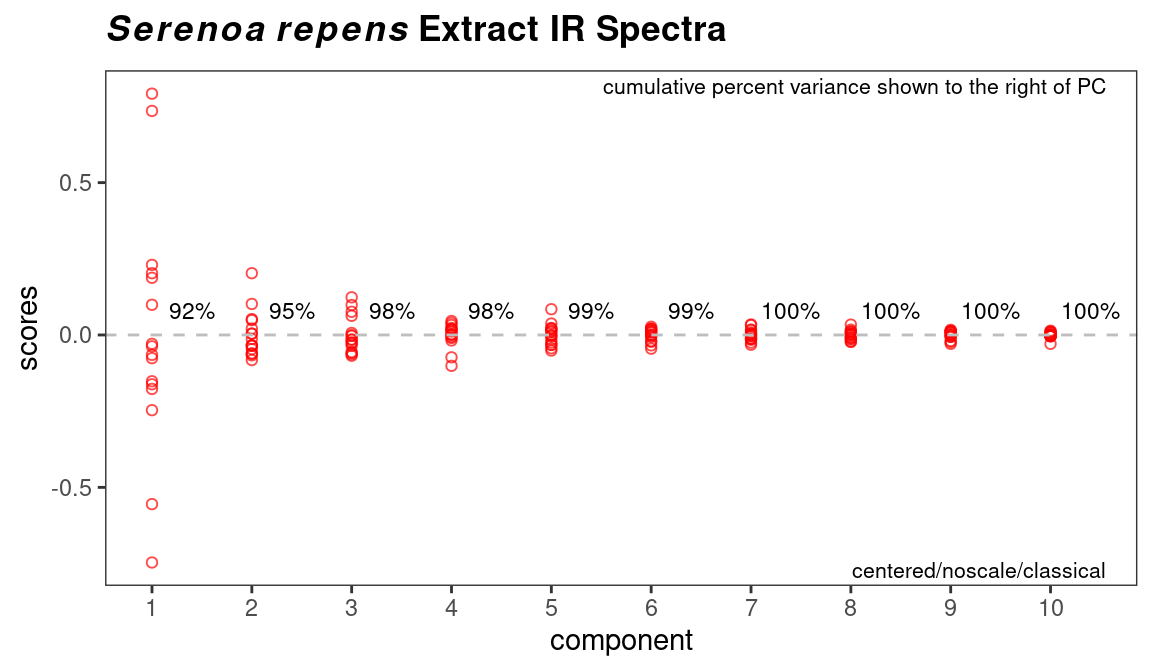 Serenoa repens Extract IR Spectra
cumulative percent variance shown to the right of PC
0.5
92% 95% 98% 98% 99% 99% 100% 100% 100% 100%
0.0
scores
-0.5
centered/noscale/classical
1 2 3 4 5 6 7 8 9 10
component